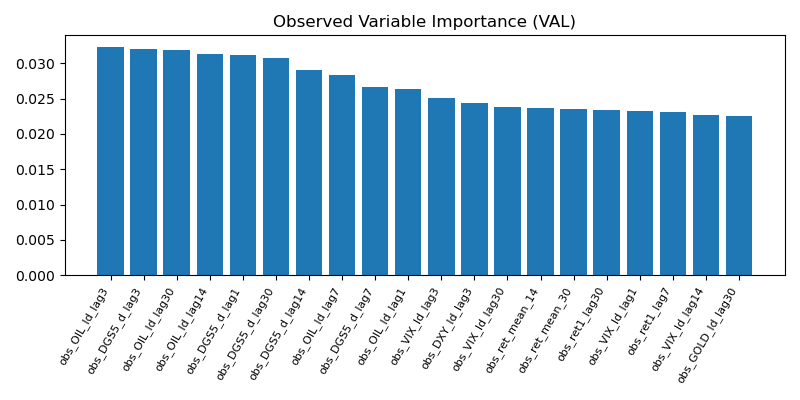 Observed Variable Importance (VAL)
0.030
0.025
0.020
0.015
0.010
0.005
0.000
obs_OIL_ld_lag3
obs_DGS5_d_lag3
obs_OIL_ld_lag30
obs_OIL_ld_lag14
obs_DGS5_d_lag1
obs_DGS5_d_lag30
obs_DGS5_d_lag14
obs_OIL_ld_lag7
obs_DGS5_d_lag7
obs_OIL_ld_lag1
obs_VIX_ld_lag3
obs_DXY_ld_lag3
obs_VIX_ld_lag30
obs_ret_mean_14
obs_ret_mean_30
obs_ret1_lag30
obs_VIX_ld_lag1
obs_ret1_lag7
obs_VIX_ld_lag14
obs_GOLD_ld_lag30